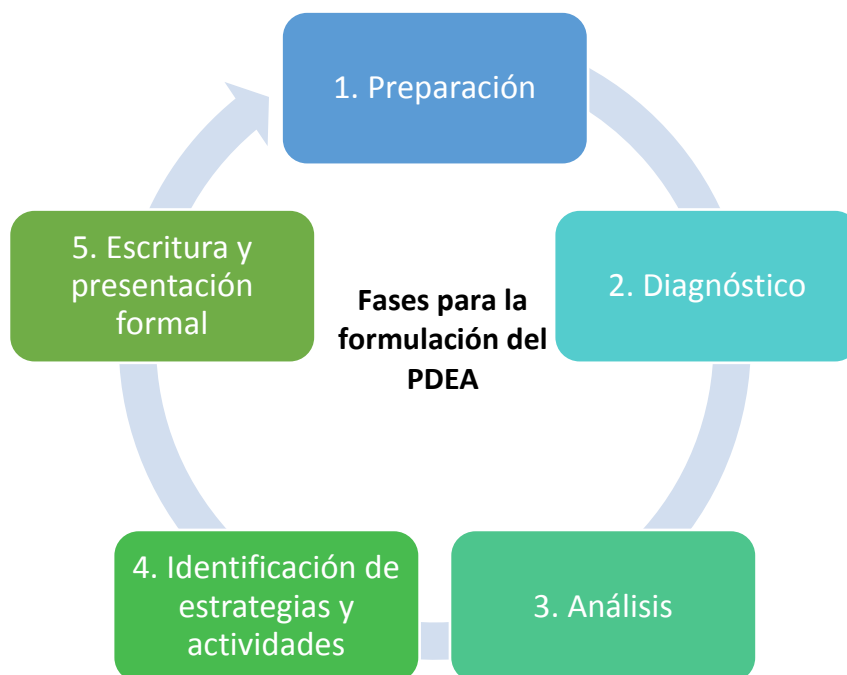 1. Preparación
2. Diagnóstico
3. Análisis
4. Identificación de
estrategias y
actividades
5. Escritura y
presentación
formal
Fases para la
formulación del
PDEA